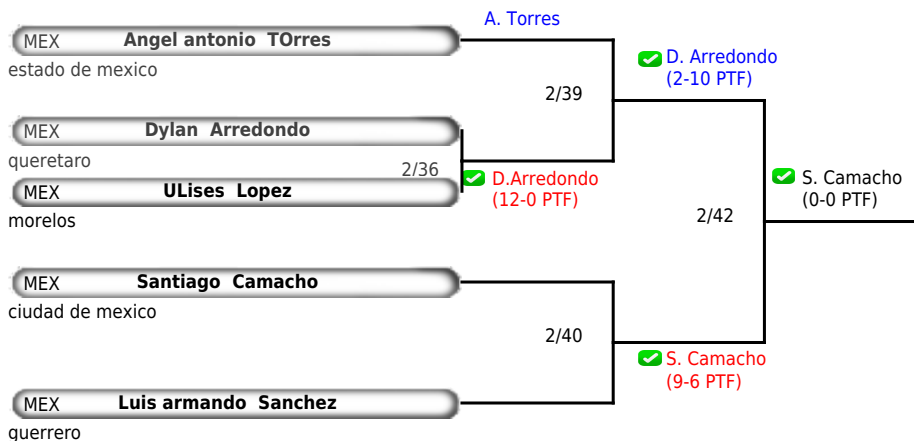 A. Torres
MEX Angel antonio TOrres
estado de mexico
D. Arredondo
(2-10 PTF)
2/39
MEX Dylan Arredondo
queretaro
2/36
D.Arredondo
(12-0 PTF)
MEX ULises Lopez
morelos
S. Camacho
(0-0 PTF)
2/42
MEX Santiago Camacho
ciudad de mexico
2/40
S. Camacho
(9-6 PTF)
MEX Luis armando Sanchez
guerrero